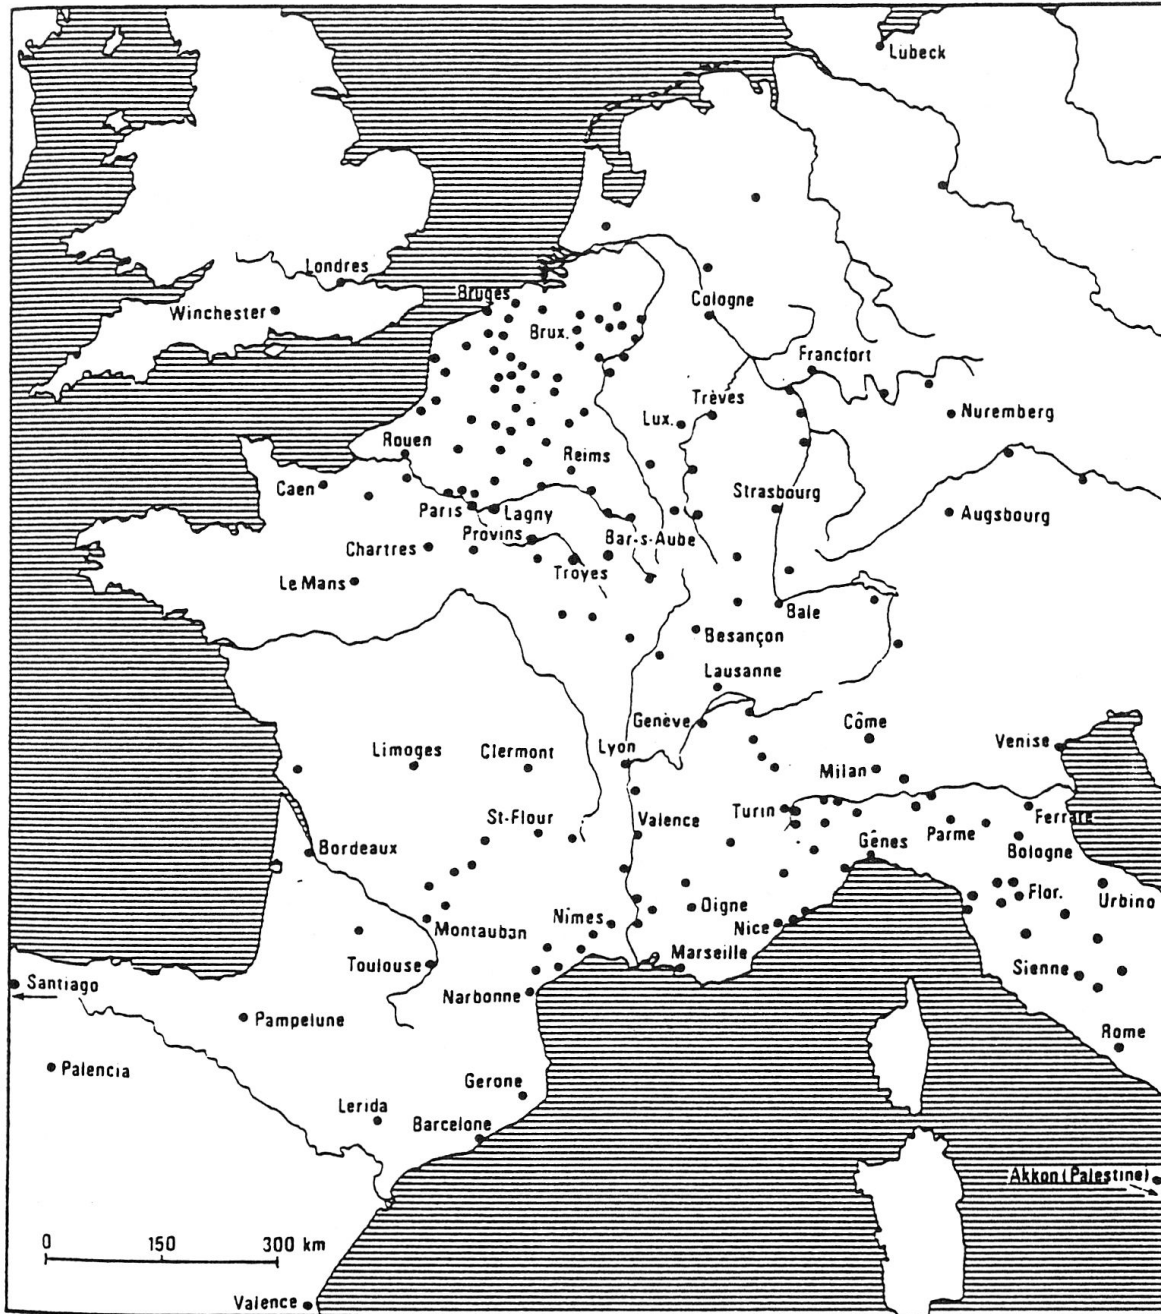 Lübeck
Londres
Winchester
Bruges
Cologne
Brux.
Francfort
Trèves
Lux.
Nuremberg
Rouen
Reims
Caen
Strasbourg
Paris
Lagny
Augsbourg
Provins
Bar-s-Aube
Chartres
Troyes
Le Mans
Bale
Besançon
Lausanne
Genève
Côme
Venise
Limoges
Clermont
Lyon
Milan
Turin
St-Flour
Valence
Parme
Ferrare
Bordeaux
Gênes
Bologne
Digne
Flor.
Urbino
Montauban
Nîmes
Nice
Toulouse
Marseille
Sienne
Santiago
Narbonne
Pampelune
Rome
Palencia
Gerone
Lerida
Barcelone
Akkon (Palestine)
0 150 300 km
Valence